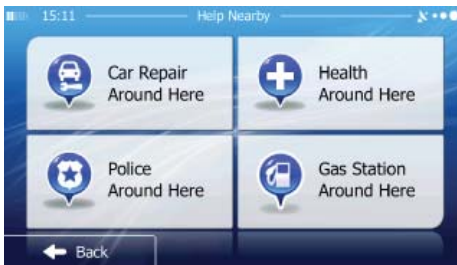 15:11 Help Nearby
Car Repair
Around Here
Health
Around Here
Police
Around Here
Gas Station
Around Here
Back